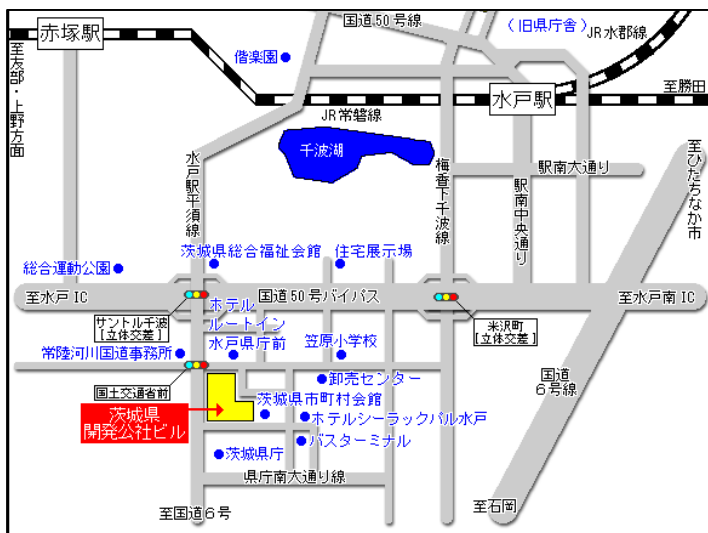 国道50号線
(旧県庁舎)
JR水郡線
赤塚駅
偕楽園
至友部・上野方面
水戸駅
至勝田
JR常磐線
千波湖
水戸駅平須線
梅香下千波線
駅南大通り
駅南中央通り
至ひたちなか市
茨城県総合福祉会館
住宅展示場
総合運動公園
至水戸IC
国道50号バイパス
至水戸南IC
サントル千波
[立体交差]
米沢町
[立体交差]
ホテル
ルートイン
水戸県庁前
笠原小学校
常陸河川国道事務所
国道
6号線
国土交通省前
卸売センター
茨城県市町村会館
茨城県
開発公社ビル
ホテルシーラックパル水戸
バスターミナル
茨城県庁
県庁南大通り線
至国道6号
至石岡